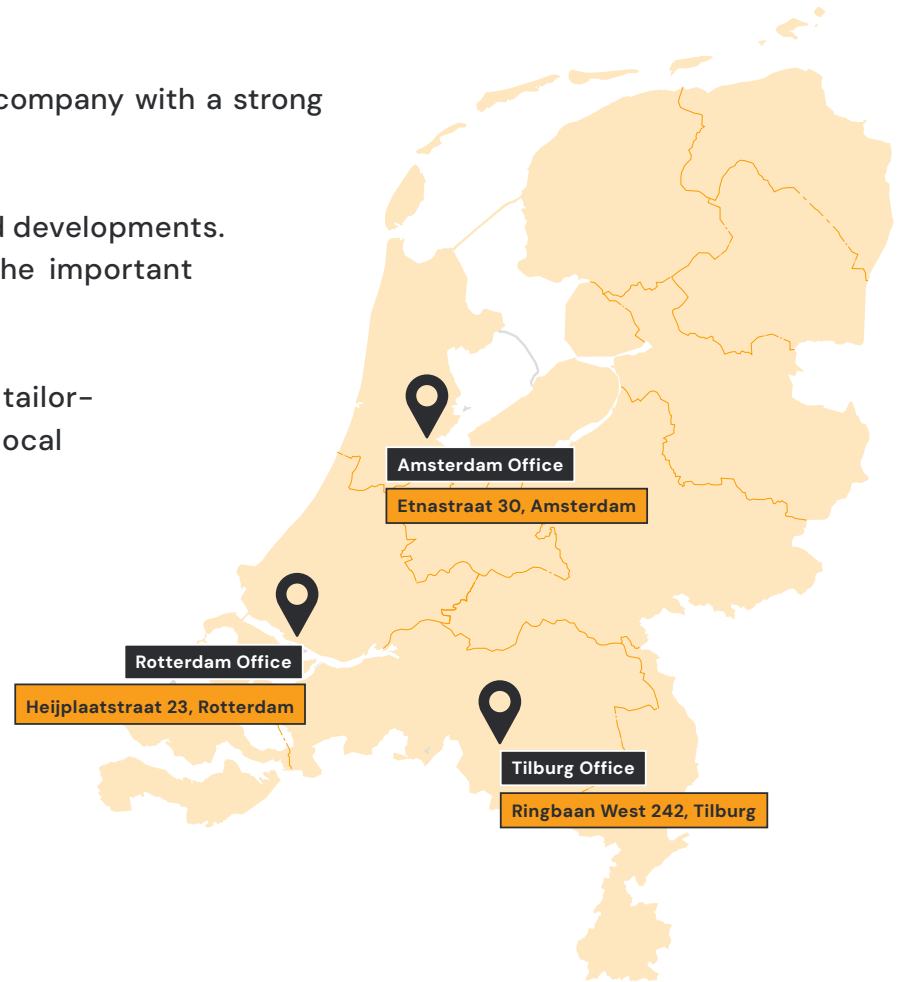 company with a strong
d developments.
he important
tailor-
ocal
Amsterdam Office
Etnastraat 30, Amsterdam
Rotterdam Office
Heijplaatstraat 23, Rotterdam
Tilburg Office
Ringbaan West 242, Tilburg